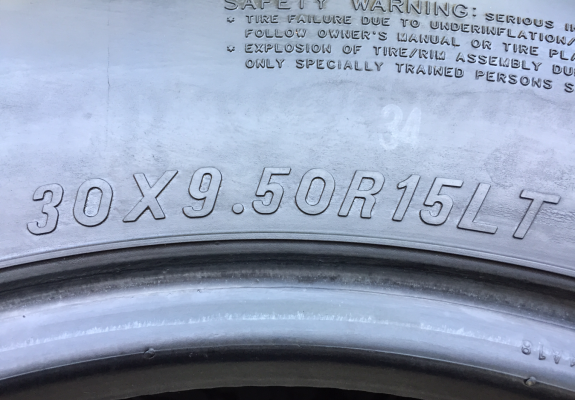 SAFETY WARNING: SERIOUS
* TIRE FAILURE DUE TO UNDERINFLATION/
FOLLOW OWNER'S MANUAL OR TIRE PLA
* EXPLOSION OF TIRE/RIM ASSEMBLY DU
ONLY SPECIALLY TRAINED PERSONS S
34
30X9.50R15LT